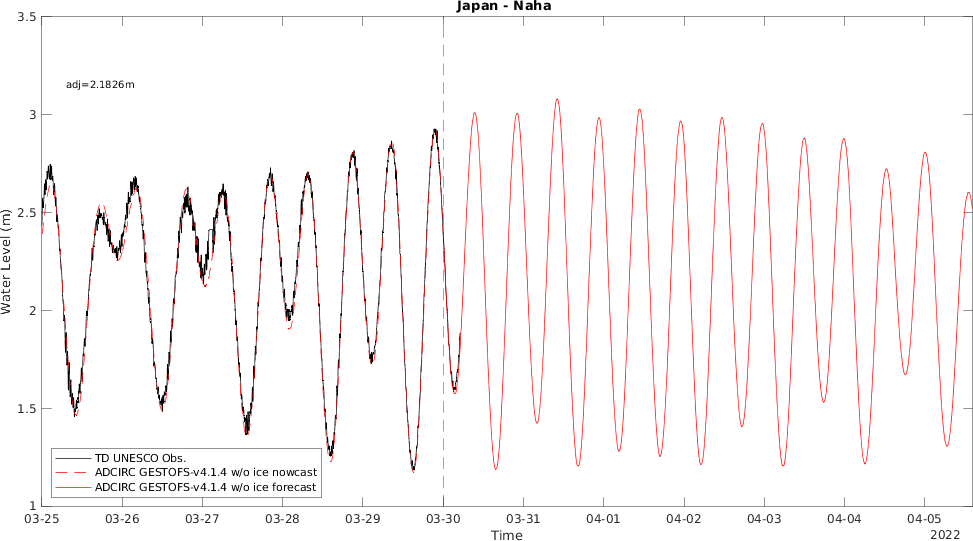 Japan - Naha
adj=2.1826m
Water Level (m)
3.5
3
2.5
2
1.5
1
TD UNESCO Obs.
ADCIRC GESTOFS-v4.1.4 w/o ice nowcast
ADCIRC GESTOFS-v4.1.4 w/o ice forecast
03-25 03-26 03-27 03-28 03-29 03-30 03-31 04-01 04-02 04-03 04-04 04-05
2022
Time